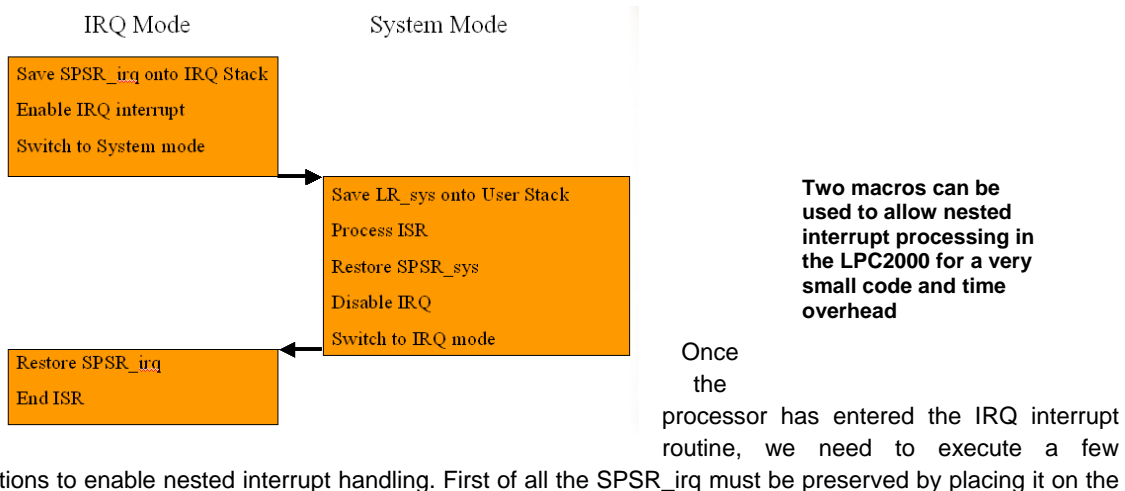 IRQ Mode
System Mode
Save SPSR_irq onto IRQ Stack
Enable IRQ interrupt
Switch to System mode
Save LR_sys onto User Stack
Process ISR
Restore SPSR_sys
Disable IRQ
Switch to IRQ mode
Restore SPSR_irq
End ISR
Two macros can be
used to allow nested
interrupt processing in
the LPC2000 for a very
small code and time
overhead
Once
the
processor has entered the IRQ interrupt
routine, we need to execute a few
tions to enable nested interrupt handling. First of all the SPSR_irq must be preserved by placing it on the